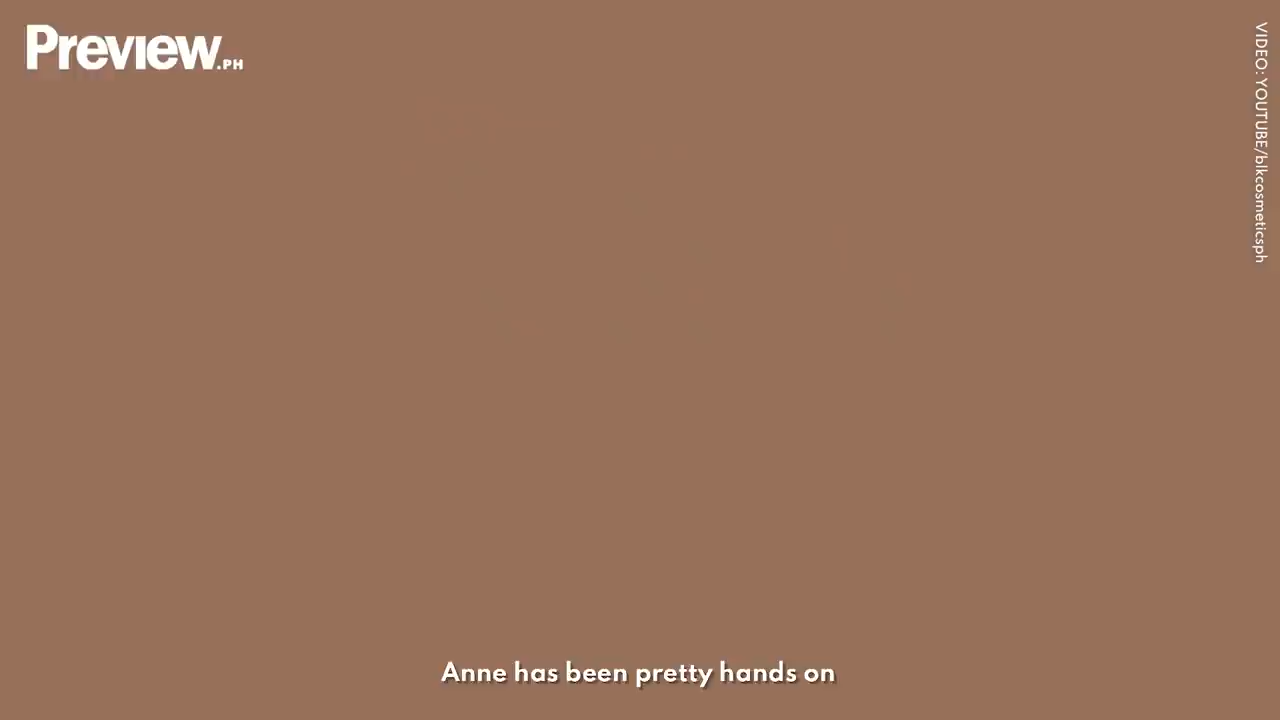 Preview.PH
VIDEO: YOUTUBE/blkcosmeticsph
Anne has been pretty hands on